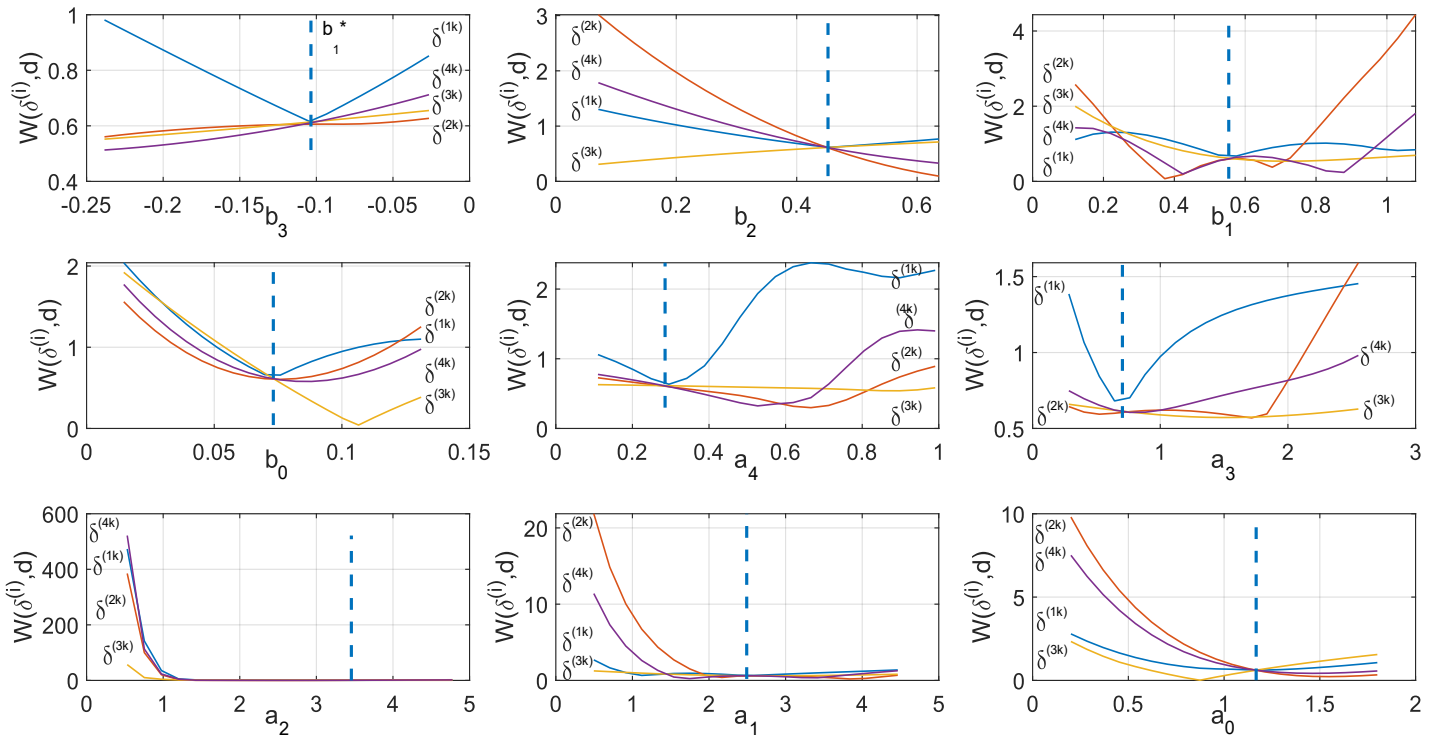 1
0.8
0.6
0.4
W(δ⁽ⁱ⁾,d)
b *
1
δ⁽¹ᵏ⁾
δ⁽⁴ᵏ⁾
δ⁽³ᵏ⁾
δ⁽²ᵏ⁾
-0.25 -0.2 -0.15 -0.1 -0.05 0
b₃
3
2
1
0
W(δ⁽ⁱ⁾,d)
δ⁽²ᵏ⁾
δ⁽⁴ᵏ⁾
δ⁽¹ᵏ⁾
δ⁽³ᵏ⁾
0 0.2 0.4 0.6
b₂
4
2
0
W(δ⁽ⁱ⁾,d)
δ⁽²ᵏ⁾
δ⁽³ᵏ⁾
δ⁽⁴ᵏ⁾
δ⁽¹ᵏ⁾
0 0.2 0.4 0.6 0.8 1
b₁
2
1
0
W(δ⁽ⁱ⁾,d)
δ⁽²ᵏ⁾
δ⁽¹ᵏ⁾
δ⁽⁴ᵏ⁾
δ⁽³ᵏ⁾
0 0.05 0.1 0.15
b₀
2
1
0
W(δ⁽ⁱ⁾,d)
δ⁽¹ᵏ⁾
δ⁽⁴ᵏ⁾
δ⁽²ᵏ⁾
δ⁽³ᵏ⁾
0 0.2 0.4 0.6 0.8 1
a₄
1.5
1
0.5
W(δ⁽ⁱ⁾,d)
δ⁽¹ᵏ⁾
δ⁽⁴ᵏ⁾
δ⁽²ᵏ⁾
δ⁽³ᵏ⁾
0 1 2 3
a₃
600
400
200
0
W(δ⁽ⁱ⁾,d)
δ⁽⁴ᵏ⁾
δ⁽¹ᵏ⁾
δ⁽²ᵏ⁾
δ⁽³ᵏ⁾
0 1 2 3 4 5
a₂
20
10
0
W(δ⁽ⁱ⁾,d)
δ⁽²ᵏ⁾
δ⁽⁴ᵏ⁾
δ⁽¹ᵏ⁾
δ⁽³ᵏ⁾
0 1 2 3 4 5
a₁
10
5
0
W(δ⁽ⁱ⁾,d)
δ⁽²ᵏ⁾
δ⁽⁴ᵏ⁾
δ⁽¹ᵏ⁾
δ⁽³ᵏ⁾
0 0.5 1 1.5 2
a₀